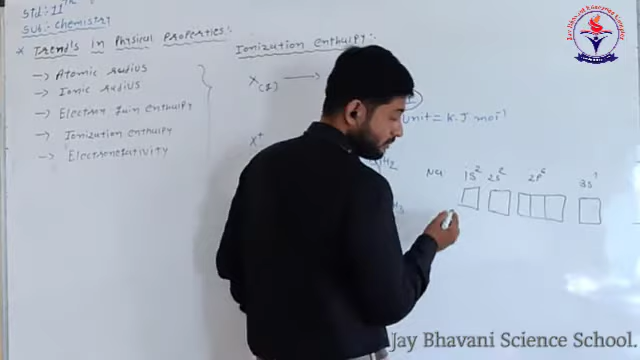 Std:- 11th
Sub:- Chemistry
* Trends in Physical Properties:-
→ Atomic radius
→ Ionic radius
→ Electron Gain enthalpy
→ Ionization enthalpy
→ Electronegativity
Ionization Enthalpy:-
X(g) →
X+
unit = KJ mol-1
Na 1s2 2s2 2p6 3s1
Jay Bhavani Science School.